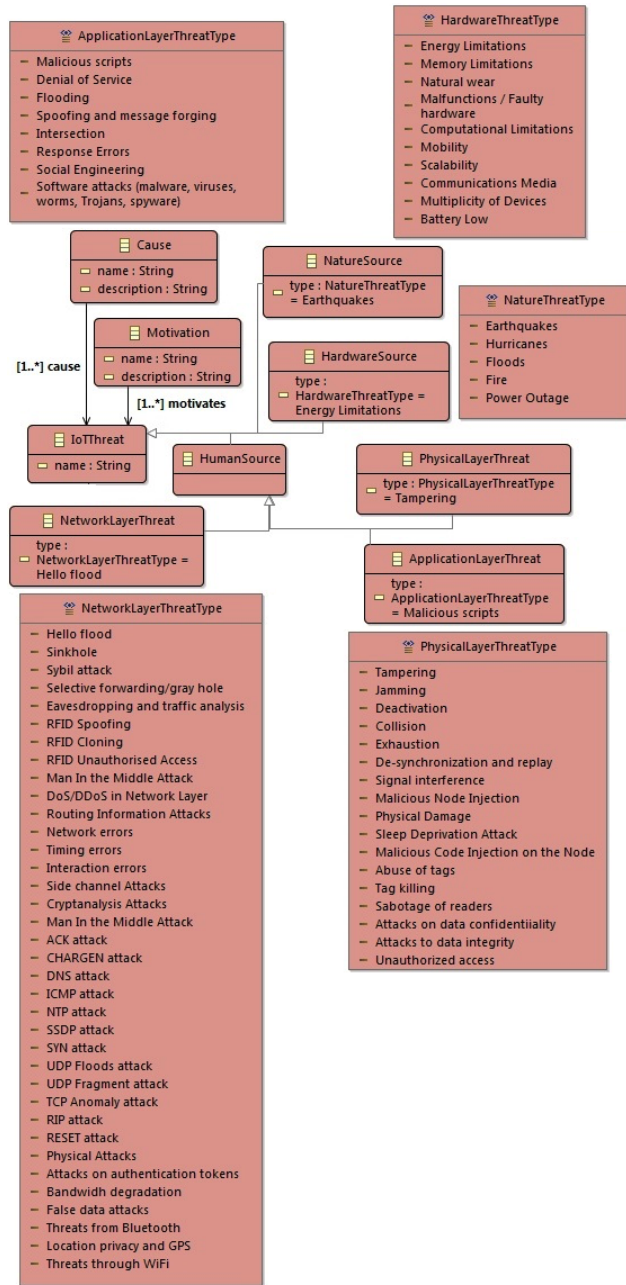 ApplicationLayerThreatType
Malicious scripts
Denial of Service
Flooding
Spoofing and message forging
Intersection
Response Errors
Social Engineering
Software attacks (malware, viruses,
worms, Trojans, spyware)
HardwareThreatType
Energy Limitations
Memory Limitations
Natural wear
Malfunctions / Faulty
hardware
Computational Limitations
Mobility
Scalability
Communications Media
Multiplicity of Devices
Battery Low
Cause
name : String
description : String
NatureSource
type : NatureThreatType
= Earthquakes
NatureThreatType
Earthquakes
Hurricanes
Floods
Fire
Power Outage
Motivation
name : String
description : String
[1..*] cause
[1..*] motivates
HardwareSource
type :
HardwareThreatType =
Energy Limitations
IoTThreat
name : String
HumanSource
PhysicalLayerThreat
type : PhysicalLayerThreatType
= Tampering
NetworkLayerThreat
type :
NetworkLayerThreatType =
Hello flood
ApplicationLayerThreat
type :
ApplicationLayerThreatType
= Malicious scripts
NetworkLayerThreatType
Hello flood
Sinkhole
Sybil attack
Selective forwarding/gray hole
Eavesdropping and traffic analysis
RFID Spoofing
RFID Cloning
RFID Unauthorised Access
Man In the Middle Attack
DoS/DDoS in Network Layer
Routing Information Attacks
Network errors
Timing errors
Interaction errors
Side channel Attacks
Cryptanalysis Attacks
Man In the Middle Attack
ACK attack
CHARGEN attack
DNS attack
ICMP attack
NTP attack
SSDP attack
SYN attack
UDP Floods attack
UDP Fragment attack
TCP Anomaly attack
RIP attack
RESET attack
Physical Attacks
Attacks on authentication tokens
Bandwidh degradation
False data attacks
Threats from Bluetooth
Location privacy and GPS
Threats through WiFi
PhysicalLayerThreatType
Tampering
Jamming
Deactivation
Collision
Exhaustion
De-synchronization and replay
Signal interference
Malicious Node Injection
Physical Damage
Sleep Deprivation Attack
Malicious Code Injection on the Node
Abuse of tags
Tag killing
Sabotage of readers
Attacks on data confidentiiality
Attacks to data integrity
Unauthorized access